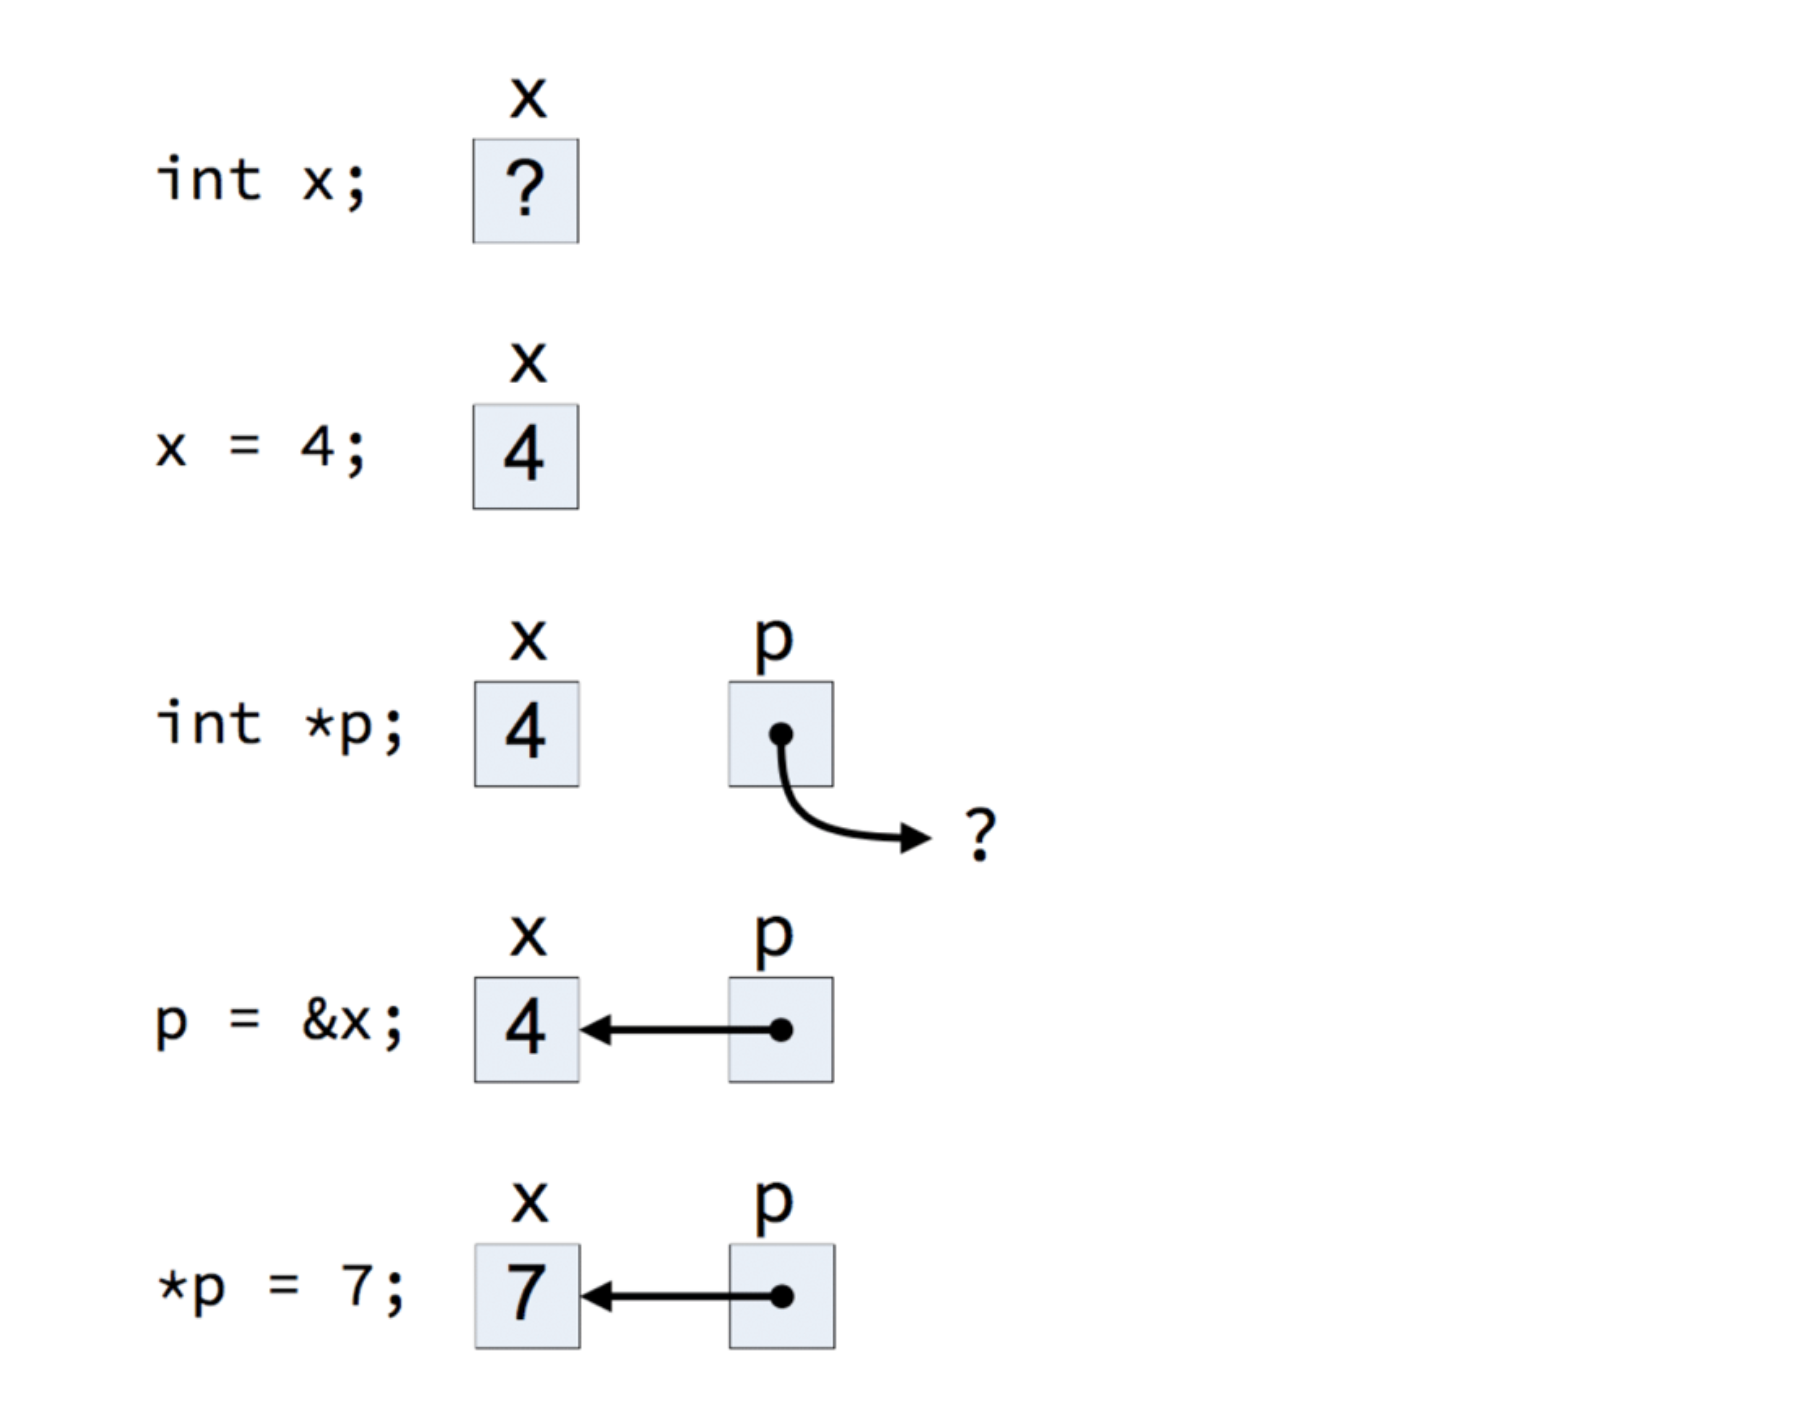 x
int x; ?
x
x = 4; 4
x p
int *p; 4
?
x p
p = &x; 4
x p
*p = 7; 7